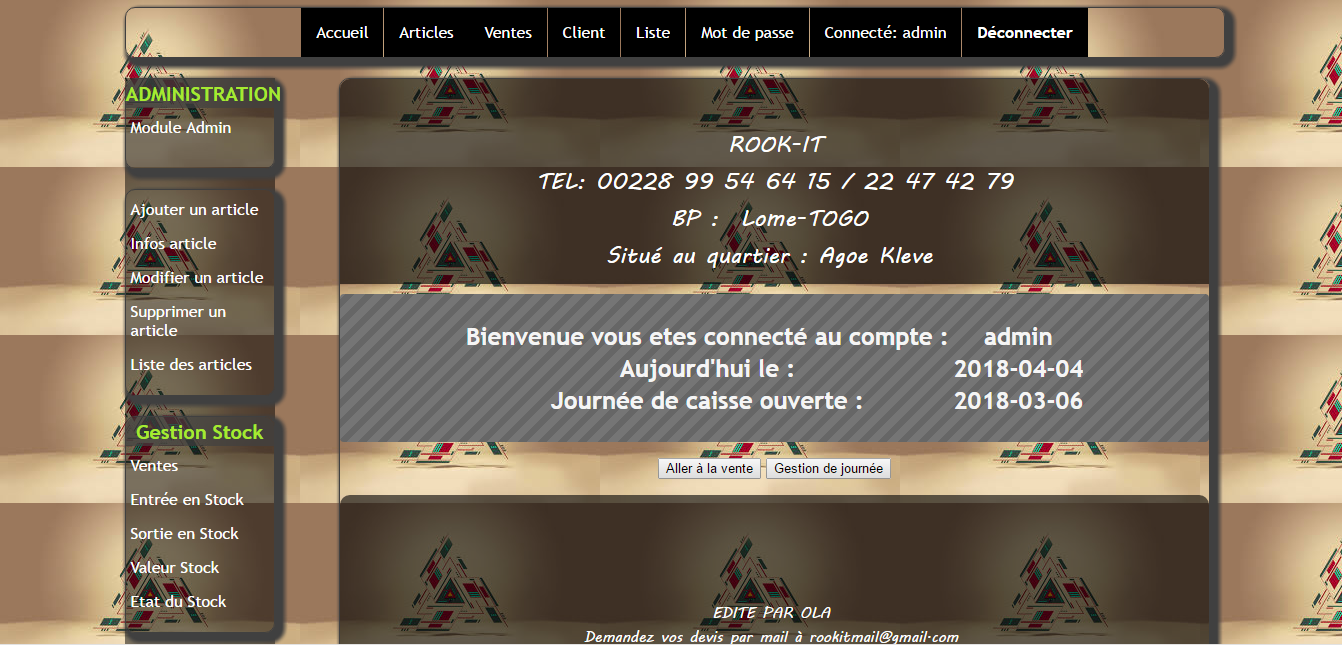 Accueil Articles Ventes Client Liste Mot de passe Connecté: admin Déconnecter
ADMINISTRATION
Module Admin
Ajouter un article
Infos article
Modifier un article
Supprimer un
article
Liste des articles
Gestion Stock
Ventes
Entrée en Stock
Sortie en Stock
Valeur Stock
Etat du Stock
ROOK-IT
TEL: 00228 99 54 64 15 / 22 47 42 79
BP : Lome-TOGO
Situé au quartier : Agoe Kleve
Bienvenue vous etes connecté au compte : admin
Aujourd'hui le : 2018-04-04
Journée de caisse ouverte : 2018-03-06
Aller à la vente Gestion de journée
EDITE PAR OLA
Demandez vos devis par mail à rookitmail@gmail.com